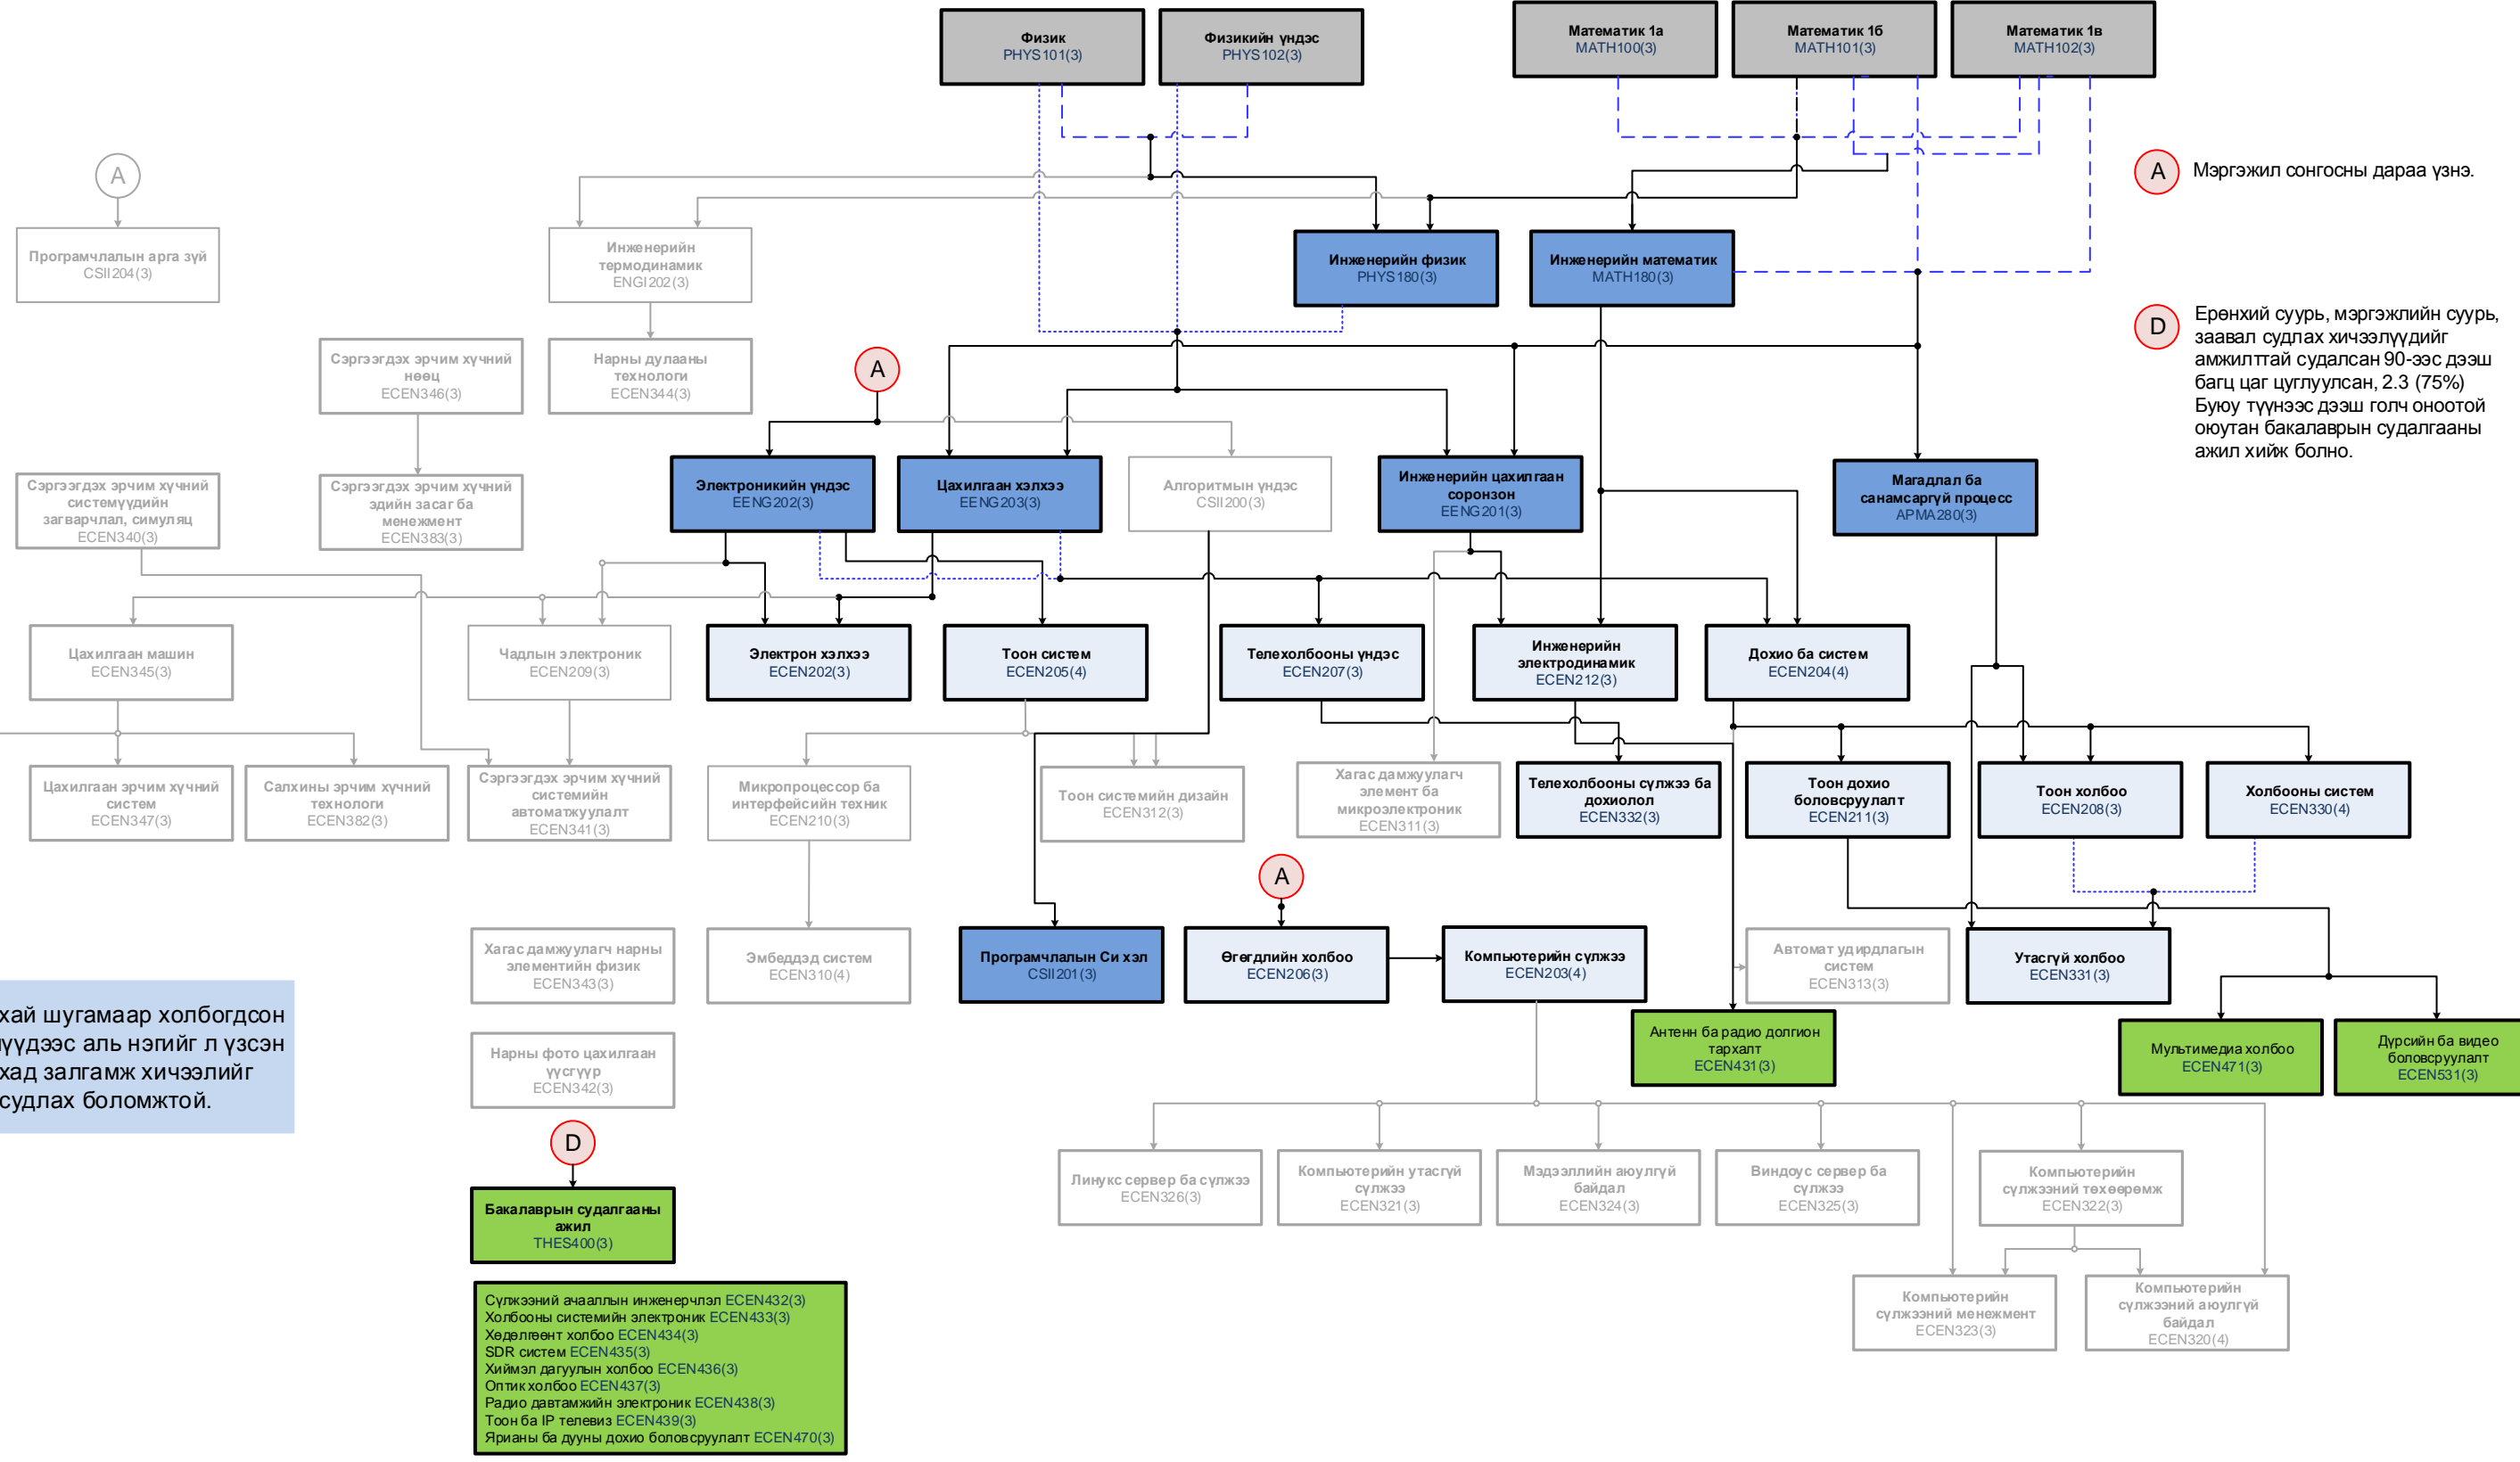 Физик
PHYS101(3)
Физикийн үндэс
PHYS102(3)
Математик 1а
MATH100(3)
Математик 1б
MATH101(3)
Математик 1в
MATH102(3)
A
Мэргэжил сонгосны дараа үзнэ.
A
Програмчлалын арга зүй
CSII204(3)
Инженерийн
термодинамик
ENGI202(3)
Инженерийн физик
PHYS180(3)
Инженерийн математик
MATH180(3)
D
Ерөнхий суурь, мэргэжлийн суурь,
заавал судлах хичээлүүдийг
амжилттай судалсан 90-ээс дээш
багц цаг цуглуулсан, 2.3 (75%)
Буюу түүнээс дээш голч оноотой
оюутан бакалаврын судалгааны
ажил хийж болно.
Сэргээгдэх эрчим хүчний
нөөц
ECEN346(3)
Нарны дулааны
технологи
ECEN344(3)
A
Сэргээгдэх эрчим хүчний
системүүдийн
загварчлал, симуляц
ECEN340(3)
Сэргээгдэх эрчим хүчний
эдийн засаг ба
менежмент
ECEN383(3)
Электроникийн үндэс
EENG202(3)
Цахилгаан хэлхээ
EENG203(3)
Алгоритмын үндэс
CSII200(3)
Инженерийн цахилгаан
соронзон
EENG201(3)
Магадлал ба
санамсаргүй процесс
APMA280(3)
Цахилгаан машин
ECEN345(3)
Чадлын электроник
ECEN209(3)
Электрон хэлхээ
ECEN202(3)
Тоон систем
ECEN205(4)
Телехолбооны үндэс
ECEN207(3)
Инженерийн
электродинамик
ECEN212(3)
Дохио ба систем
ECEN204(4)
Цахилгаан эрчим хүчний
систем
ECEN347(3)
Салхины эрчим хүчний
технологи
ECEN382(3)
Сэргээгдэх эрчим хүчний
системийн
автоматжуулалт
ECEN341(3)
Микропроцессор ба
интерфейсийн техник
ECEN210(3)
Тоон системийн дизайн
ECEN312(3)
Хагас дамжуулагч
элемент ба
микроэлектроник
ECEN311(3)
Телехолбооны сүлжээ ба
дохиолол
ECEN332(3)
Тоон дохио
боловсруулалт
ECEN211(3)
Тоон холбоо
ECEN208(3)
Холбооны систем
ECEN330(4)
A
Хагас дамжуулагч нарны
элементийн физик
ECEN343(3)
Эмбеддэд систем
ECEN310(4)
Програмчлалын Си хэл
CSII201(3)
Өгөгдлийн холбоо
ECEN206(3)
Компьютерийн сүлжээ
ECEN203(4)
Автомат удирдлагын
систем
ECEN313(3)
Утасгүй холбоо
ECEN331(3)
хай шугамаар холбогдсон
үүдээс аль нэгийг л үзсэн
хад залгамж хичээлийг
судлах боломжтой.
Нарны фото цахилгаан
үүсгүүр
ECEN342(3)
Антенн ба радио долгион
тархалт
ECEN431(3)
Мультимедиа холбоо
ECEN471(3)
Дүрсийн ба видео
боловсруулалт
ECEN531(3)
D
Бакалаврын судалгааны
ажил
THES400(3)
Линукс сервер ба сүлжээ
ECEN326(3)
Компьютерийн утасгүй
сүлжээ
ECEN321(3)
Мэдээллийн аюулгүй
байдал
ECEN324(3)
Виндоус сервер ба
сүлжээ
ECEN325(3)
Компьютерийн
сүлжээний төхөөрөмж
ECEN322(3)
Компьютерийн
сүлжээний менежмент
ECEN323(3)
Компьютерийн
сүлжээний аюулгүй
байдал
ECEN320(4)
Сүлжээний ачааллын инженерчлэл ECEN432(3)
Холбооны системийн электроник ECEN433(3)
Хөдөлгөөнт холбоо ECEN434(3)
SDR систем ECEN435(3)
Хиймэл дагуулын холбоо ECEN436(3)
Оптик холбоо ECEN437(3)
Радио давтамжийн электроник ECEN438(3)
Тоон ба IP телевиз ECEN439(3)
Ярианы ба дууны дохио боловсруулалт ECEN470(3)